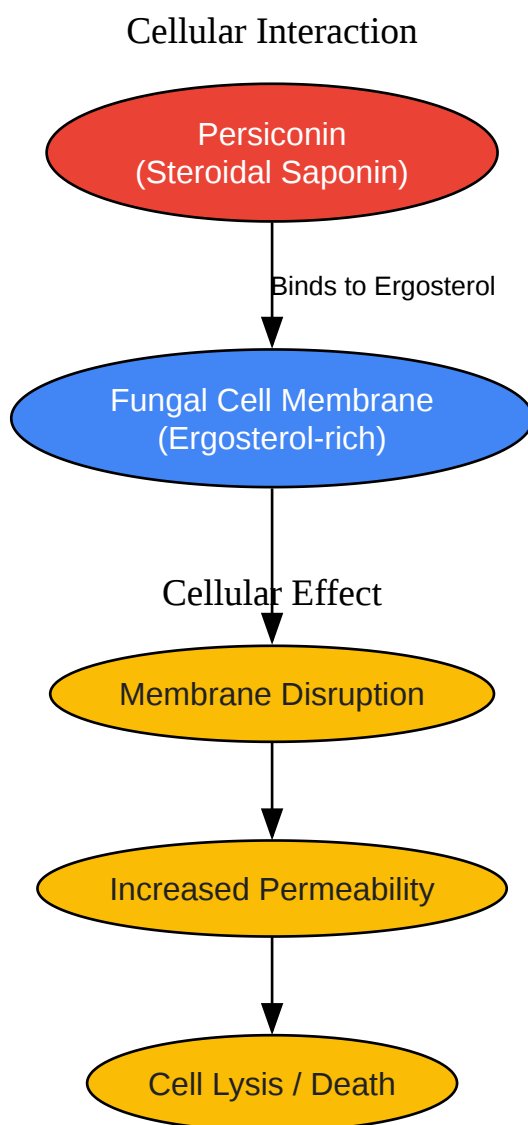 Cellular Interaction
Persiconin
(Steroidal Saponin)
Binds to Ergosterol
Fungal Cell Membrane
(Ergosterol-rich)
Cellular Effect
Membrane Disruption
Increased Permeability
Cell Lysis / Death